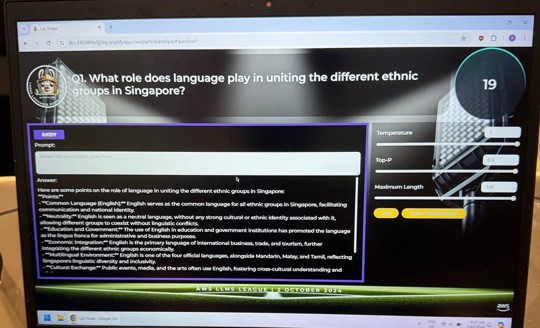 Q1. What role does language play in uniting the different ethnic
groups in Singapore?
19
Prompt:
Answer:
Here are some points on the role of language in uniting the different ethnic groups in Singapore:
**Points:**
- **Common Language (English):** English serves as the common language for all ethnic groups in Singapore, facilitating
communication and national identity.
- **Neutrality:** English is seen as a neutral language, without any strong cultural or ethnic identity associated with it,
allowing different groups to coexist without linguistic conflicts.
- **Education and Government:** The use of English in education and government institutions has promoted the language
as the lingua franca for administrative and business purposes.
- **Economic Integration:** English is the primary language of international business, trade, and tourism, further
integrating the different ethnic groups economically.
- **Multilingual Environment:** English is one of the four official languages, alongside Mandarin, Malay, and Tamil, reflecting
Singapore's linguistic diversity and inclusivity.
- **Cultural Exchange:** Public events, media, and the arts often use English, fostering cross-cultural understanding and
Temperature
Top-P
0.9
Maximum Length
AWS LLMS LEAGUE | 2 OCTOBER 2024
aws